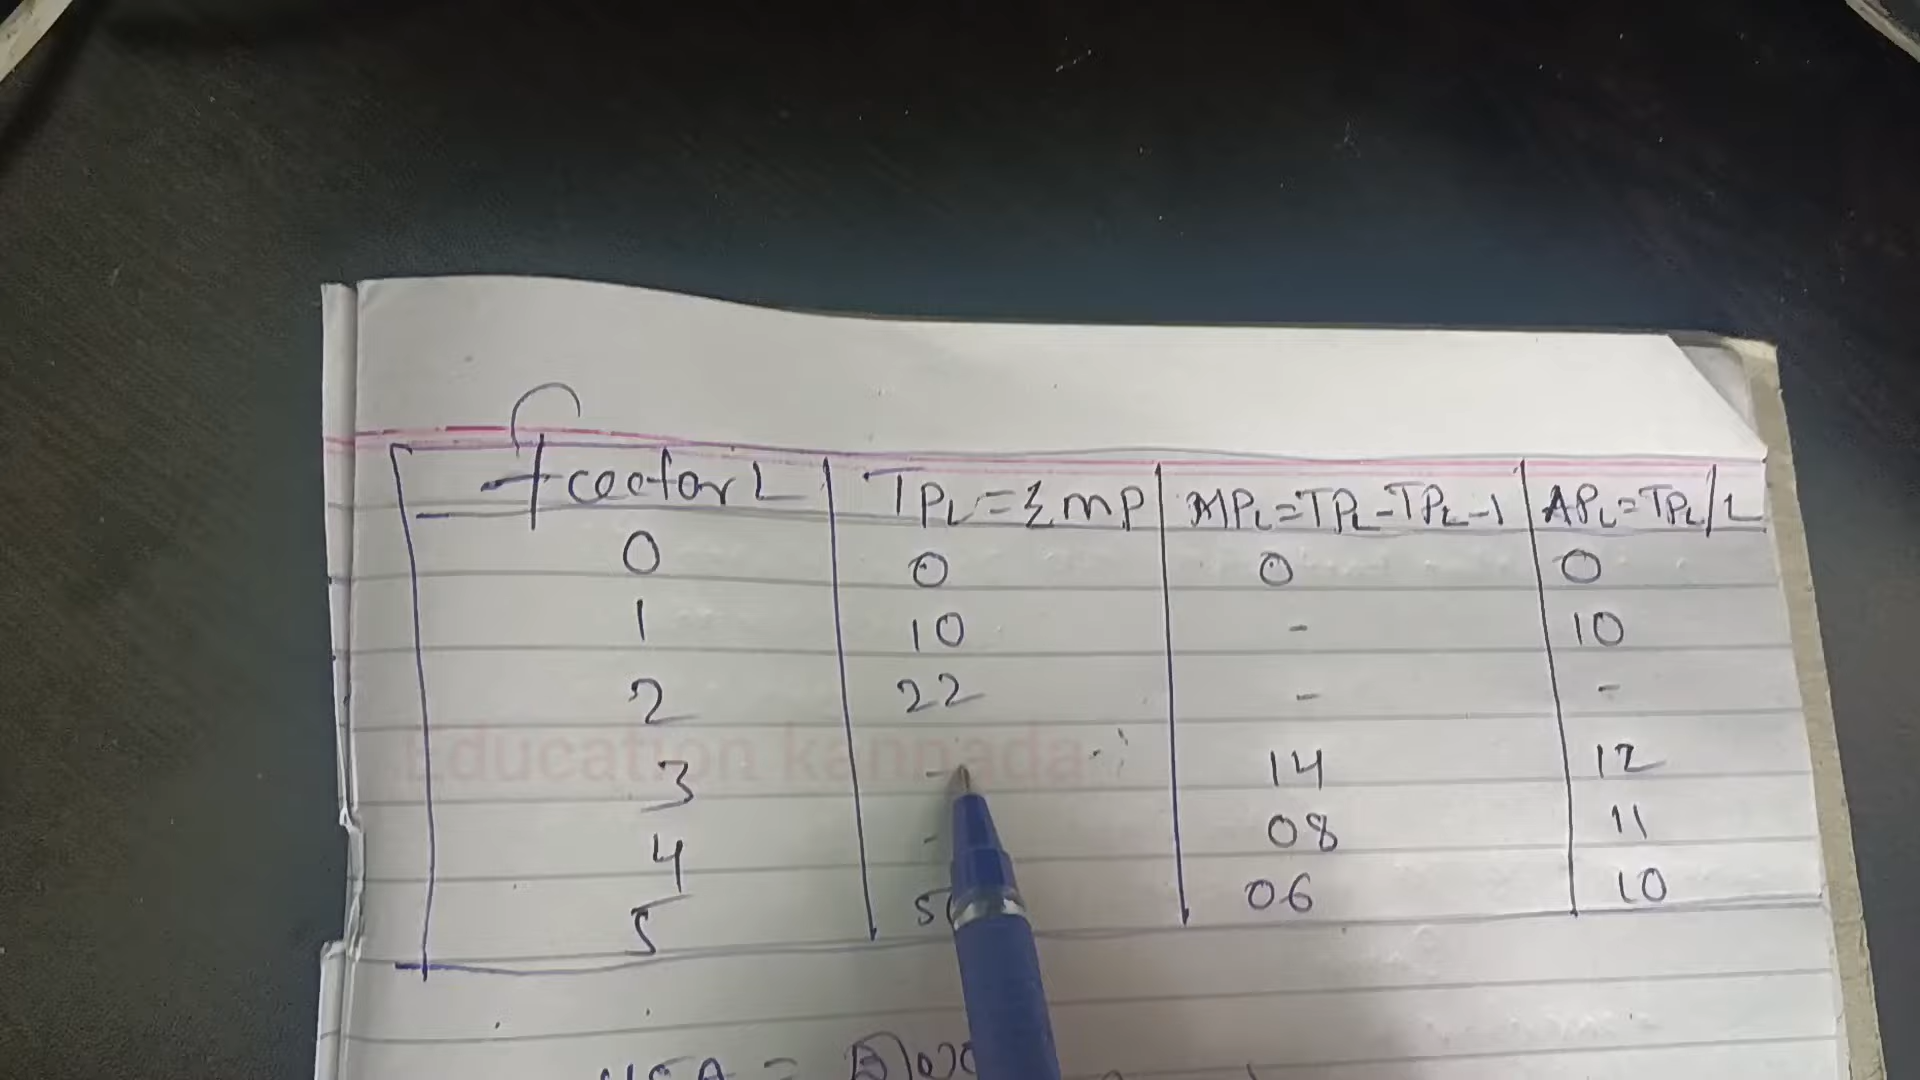 factor L TPL = Σ MP MPL = TPL - TPL - 1 APL = TPL/L
0 0 0 0
1 10 - 10
2 22 - -
3 - 14 12
4 - 08 11
5 06 10
Education kannada